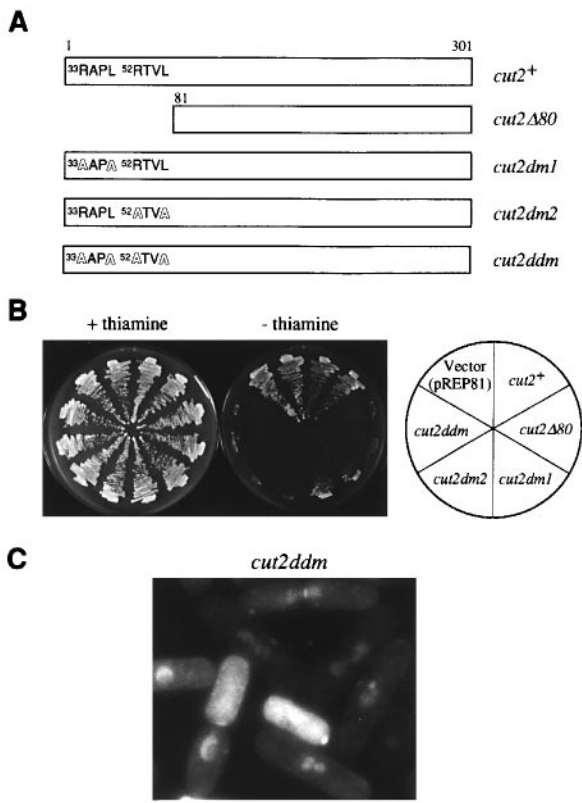 A
1 301
³³RAPL ⁵²RTVL cut2⁺
81
cut2Δ80
³³AAPA ⁵²RTVL cut2dm1
³³RAPL ⁵²ATVA cut2dm2
³³AAPA ⁵²ATVA cut2ddm
B
+ thiamine - thiamine
Vector
(pREP81)
cut2⁺
cut2ddm
cut2Δ80
cut2dm2
cut2dm1
C
cut2ddm